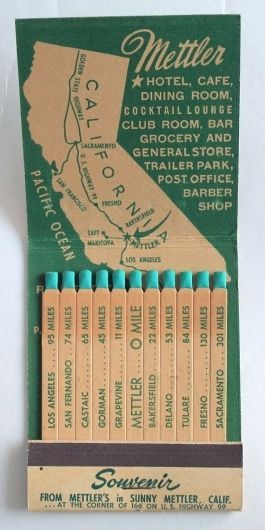 Mettler
HOTEL, CAFE,
DINING ROOM,
COCKTAIL LOUNGE
CLUB ROOM, BAR
GROCERY AND
GENERAL STORE,
TRAILER PARK,
POST OFFICE,
BARBER
SHOP
GOLDEN STATE HIGHWAY
CALIFORNIA
SACRAMENTO
U.S. HIGHWAY 99
SAN FRANCISCO
FRESNO
BAKERSFIELD
TAFT
MARICOPA
METTLER
LOS ANGELES
PACIFIC OCEAN
LOS ANGELES .... 95 MILES
SAN FERNANDO .. 74 MILES
CASTAIC ...... 65 MILES
GORMAN ...... 45 MILES
GRAPEVINE .... 11 MILES
METTLER .... O MILE
BAKERSFIELD .. 22 MILES
DELANO ...... 53 MILES
TULARE ...... 84 MILES
FRESNO ...... 130 MILES
SACRAMENTO .. 301 MILES
Souvenir
FROM METTLER'S in SUNNY METTLER, CALIF.
...AT THE CORNER OF 166 ON U.S. HIGHWAY 99